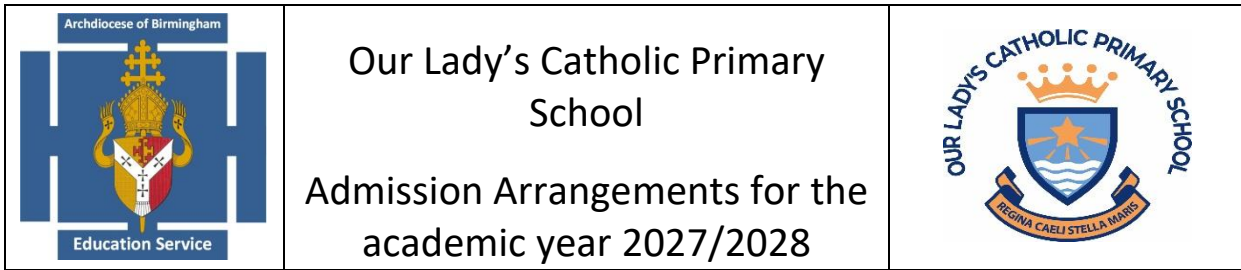 Archdiocese of Birmingham
Education Service
Our Lady’s Catholic Primary
School
Admission Arrangements for the
academic year 2027/2028
OUR LADY'S CATHOLIC PRIMARY SCHOOL
REGINA CAELI STELLA MARIS